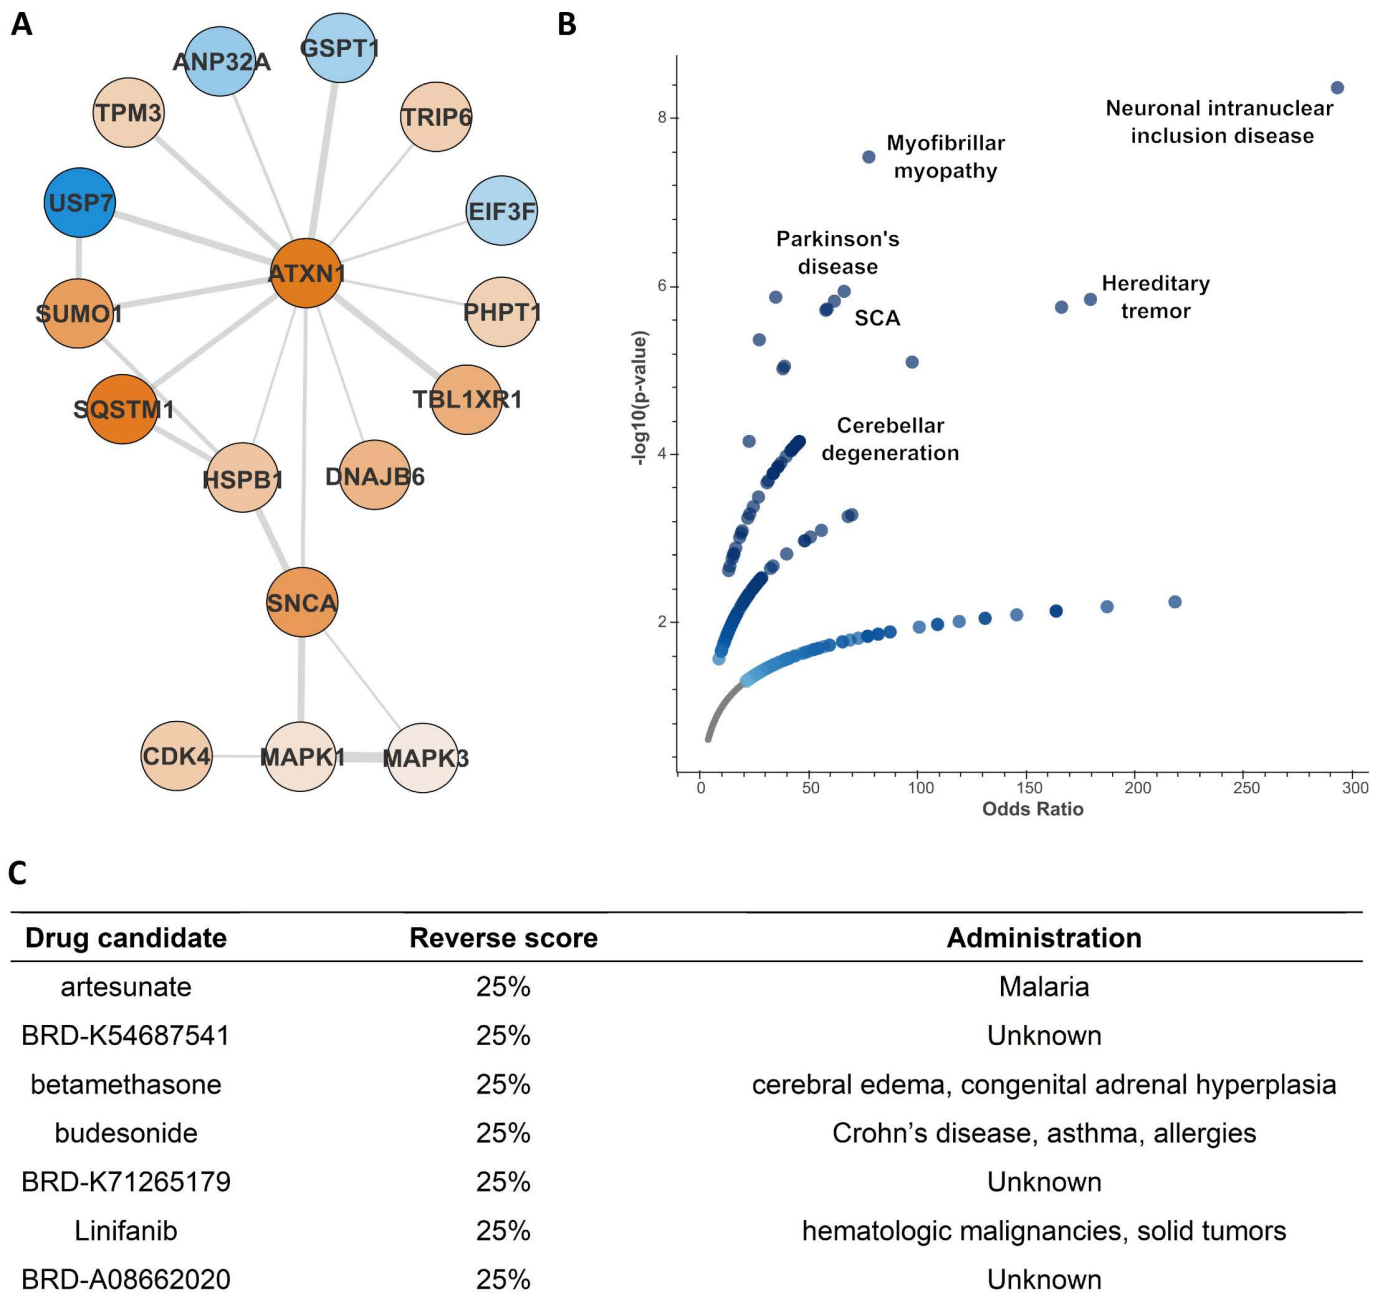 A
ANP32A
GSPT1
TPM3
TRIP6
USP7
EIF3F
ATXN1
SUMO1
PHPT1
SQSTM1
TBL1XR1
HSPB1
DNAJB6
SNCA
CDK4
MAPK1
MAPK3
B
-log10(p-value)
8
6
4
2
0
50
100
150
200
250
300
Odds Ratio
Neuronal intranuclear
inclusion disease
Myofibrillar
myopathy
Parkinson's
disease
SCA
Hereditary
tremor
Cerebellar
degeneration
C
Drug candidate Reverse score Administration
artesunate 25% Malaria
BRD-K54687541 25% Unknown
betamethasone 25% cerebral edema, congenital adrenal hyperplasia
budesonide 25% Crohn’s disease, asthma, allergies
BRD-K71265179 25% Unknown
Linifanib 25% hematologic malignancies, solid tumors
BRD-A08662020 25% Unknown